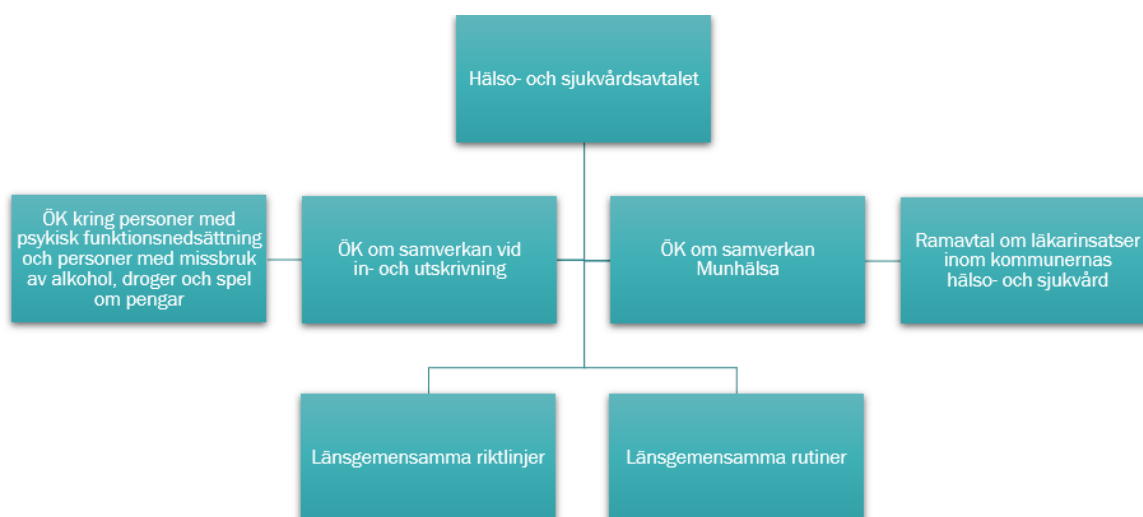 Hälso- och sjukvårdsavtalet
ÖK kring personer med
psykisk funktionsnedsättning
och personer med missbruk
av alkohol, droger och spel
om pengar
ÖK om samverkan vid
in- och utskrivning
ÖK om samverkan
Munhälsa
Ramavtal om läkarinsatser
inom kommunernas
hälso- och sjukvård
Länsgemensamma riktlinjer
Länsgemensamma rutiner